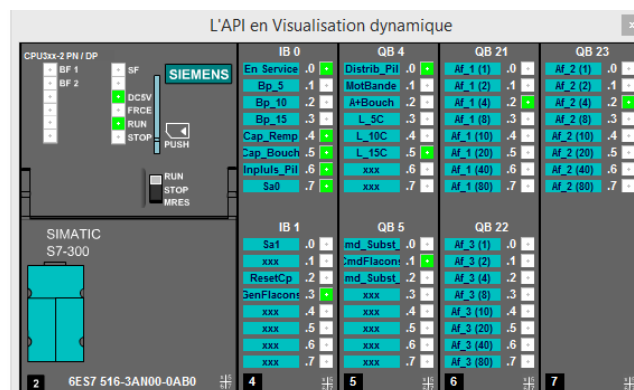 L'API en Visualisation dynamique
x
CPU3xx-2 PN / DP
BF 1
BF 2
SF
DC5V
FRCE
RUN
STOP
SIEMENS
PUSH
RUN
STOP
MRES
SIMATIC
S7-300
2 6ES7 516-3AN00-0AB0
IB 0
En Service .0
Bp_5 .1
Bp_10 .2
Bp_15 .3
Cap_Remp .4
Cap_Bouch .5
Inpluls_Pil .6
Sa0 .7
IB 1
Sa1 .0
xxx .1
ResetCp .2
GenFlacons .3
xxx .4
xxx .5
xxx .6
xxx .7
4
QB 4
Distrib_Pil .0
MotBande .1
A+Bouch .2
L_5C .3
L_10C .4
L_15C .5
xxx .6
xxx .7
QB 5
md_Subst_ .0
CmdFlacons .1
md_Subst_ .2
xxx .3
xxx .4
xxx .5
xxx .6
xxx .7
5
QB 21
Af_1 (1) .0
Af_1 (2) .1
Af_1 (4) .2
Af_1 (8) .3
Af_1 (10) .4
Af_1 (20) .5
Af_1 (40) .6
Af_1 (80) .7
QB 22
Af_3 (1) .0
Af_3 (2) .1
Af_3 (4) .2
Af_3 (8) .3
Af_3 (10) .4
Af_3 (20) .5
Af_3 (40) .6
Af_3 (80) .7
6
QB 23
Af_2 (1) .0
Af_2 (2) .1
Af_2 (4) .2
Af_2 (8) .3
Af_2 (10) .4
Af_2 (20) .5
Af_2 (40) .6
Af_2 (80) .7
7